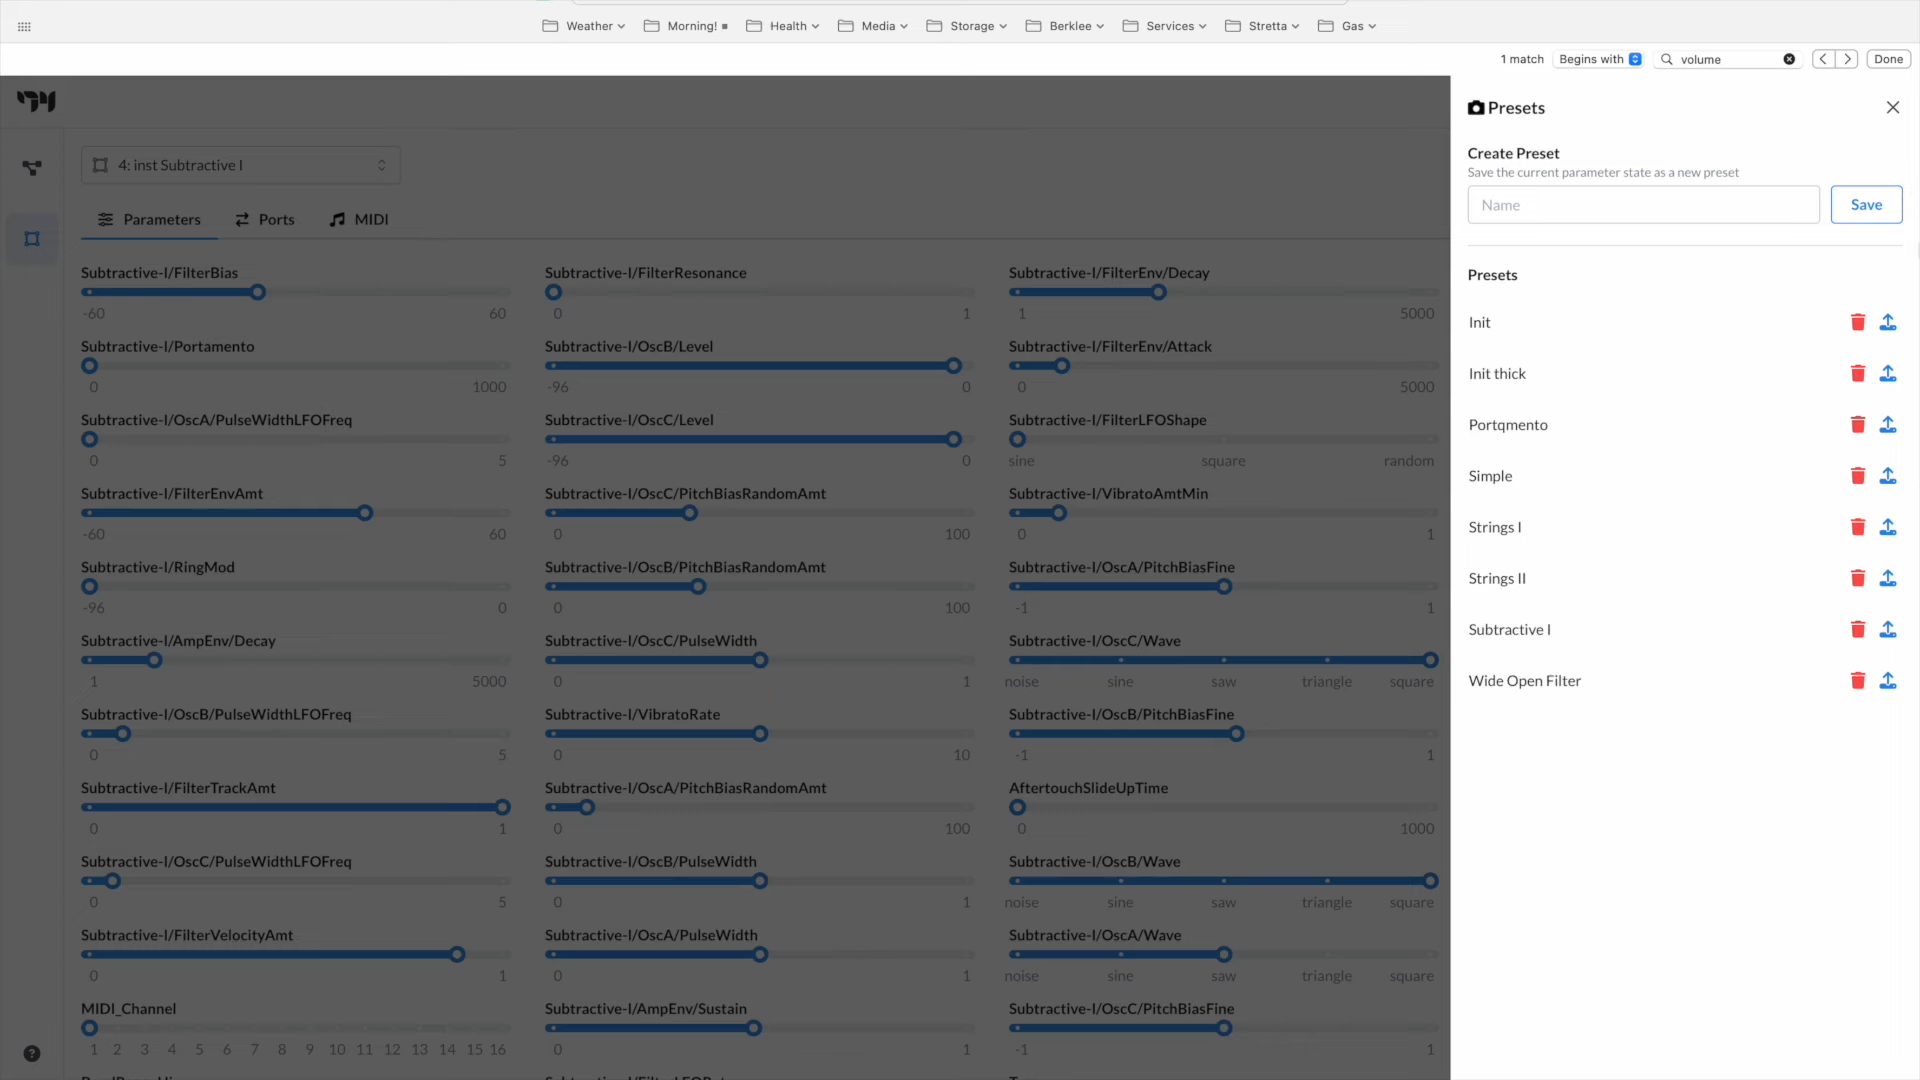 Weather
Morning!
Health
Media
Storage
Berklee
Services
Stretta
Gas
1 match
Begins with
volume
Done
4: inst Subtractive I
Parameters
Ports
MIDI
Subtractive-I/FilterBias
-60 60
Subtractive-I/Portamento
0 1000
Subtractive-I/OscA/PulseWidthLFOFreq
0 5
Subtractive-I/FilterEnvAmt
-60 60
Subtractive-I/RingMod
-96 0
Subtractive-I/AmpEnv/Decay
1 5000
Subtractive-I/OscB/PulseWidthLFOFreq
0 5
Subtractive-I/FilterTrackAmt
0 1
Subtractive-I/OscC/PulseWidthLFOFreq
0 5
Subtractive-I/FilterVelocityAmt
0 1
MIDI_Channel
1 2 3 4 5 6 7 8 9 10 11 12 13 14 15 16
Subtractive-I/FilterResonance
0 1
Subtractive-I/OscB/Level
-96 0
Subtractive-I/OscC/Level
-96 0
Subtractive-I/OscC/PitchBiasRandomAmt
0 100
Subtractive-I/OscB/PitchBiasRandomAmt
0 100
Subtractive-I/OscC/PulseWidth
0 1
Subtractive-I/VibratoRate
0 10
Subtractive-I/OscA/PitchBiasRandomAmt
0 100
Subtractive-I/OscB/PulseWidth
0 1
Subtractive-I/OscA/PulseWidth
0 1
Subtractive-I/AmpEnv/Sustain
0 1
Subtractive-I/FilterEnv/Decay
1 5000
Subtractive-I/FilterEnv/Attack
0 5000
Subtractive-I/FilterLFOShape
sine square random
Subtractive-I/VibratoAmtMin
0 1
Subtractive-I/OscA/PitchBiasFine
-1 1
Subtractive-I/OscC/Wave
noise sine saw triangle square
Subtractive-I/OscB/PitchBiasFine
-1 1
AftertouchSlideUpTime
0 1000
Subtractive-I/OscB/Wave
noise sine saw triangle square
Subtractive-I/OscA/Wave
noise sine saw triangle square
Subtractive-I/OscC/PitchBiasFine
-1 1
Presets
Create Preset
Save the current parameter state as a new preset
Name
Save
Presets
Init
Init thick
Portqmento
Simple
Strings I
Strings II
Subtractive I
Wide Open Filter